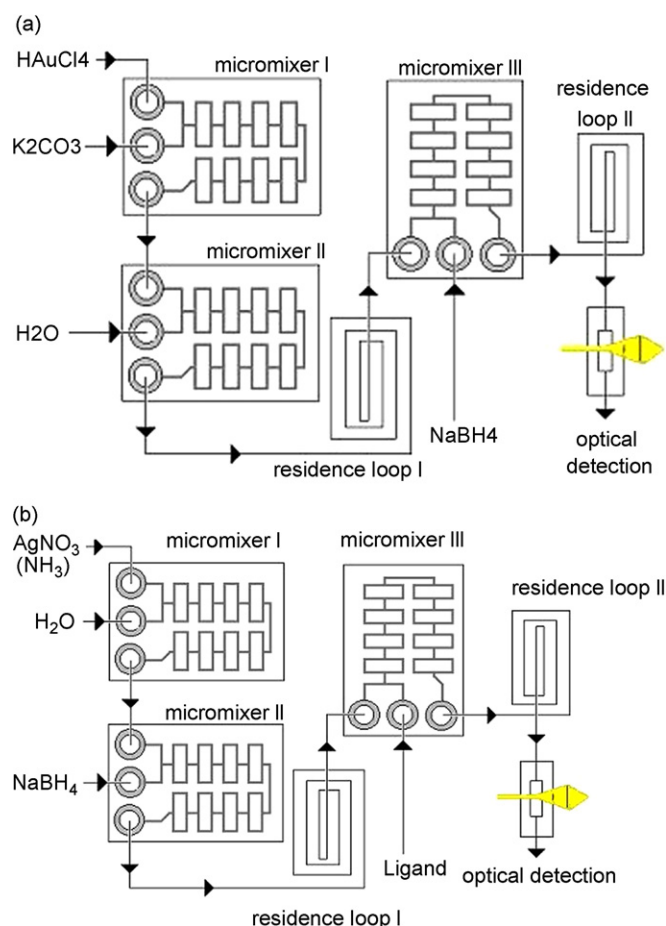 (a)
HAuCl4
micromixer I
micromixer III
residence
loop II
K2CO3
micromixer II
H2O
NaBH4
residence loop I
optical
detection
(b)
AgNO₃
(NH₃)
micromixer I
micromixer III
residence loop II
H₂O
micromixer II
NaBH₄
Ligand
optical detection
residence loop I